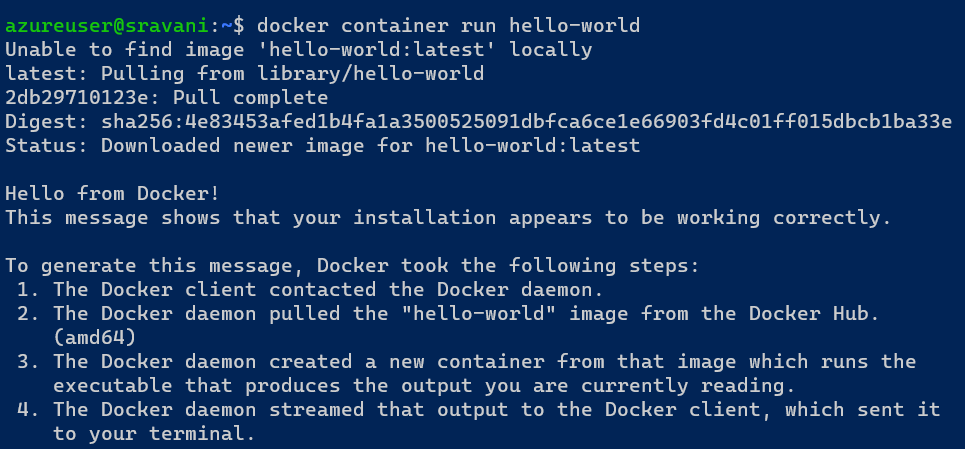 azureuser@sravani:~$ docker container run hello-world
Unable to find image 'hello-world:latest' locally
latest: Pulling from library/hello-world
2db29710123e: Pull complete
Digest: sha256:4e83453afed1b4fa1a3500525091dbfca6ce1e66903fd4c01ff015dbcb1ba33e
Status: Downloaded newer image for hello-world:latest

Hello from Docker!
This message shows that your installation appears to be working correctly.

To generate this message, Docker took the following steps:
 1. The Docker client contacted the Docker daemon.
 2. The Docker daemon pulled the "hello-world" image from the Docker Hub.
    (amd64)
 3. The Docker daemon created a new container from that image which runs the
    executable that produces the output you are currently reading.
 4. The Docker daemon streamed that output to the Docker client, which sent it
    to your terminal.